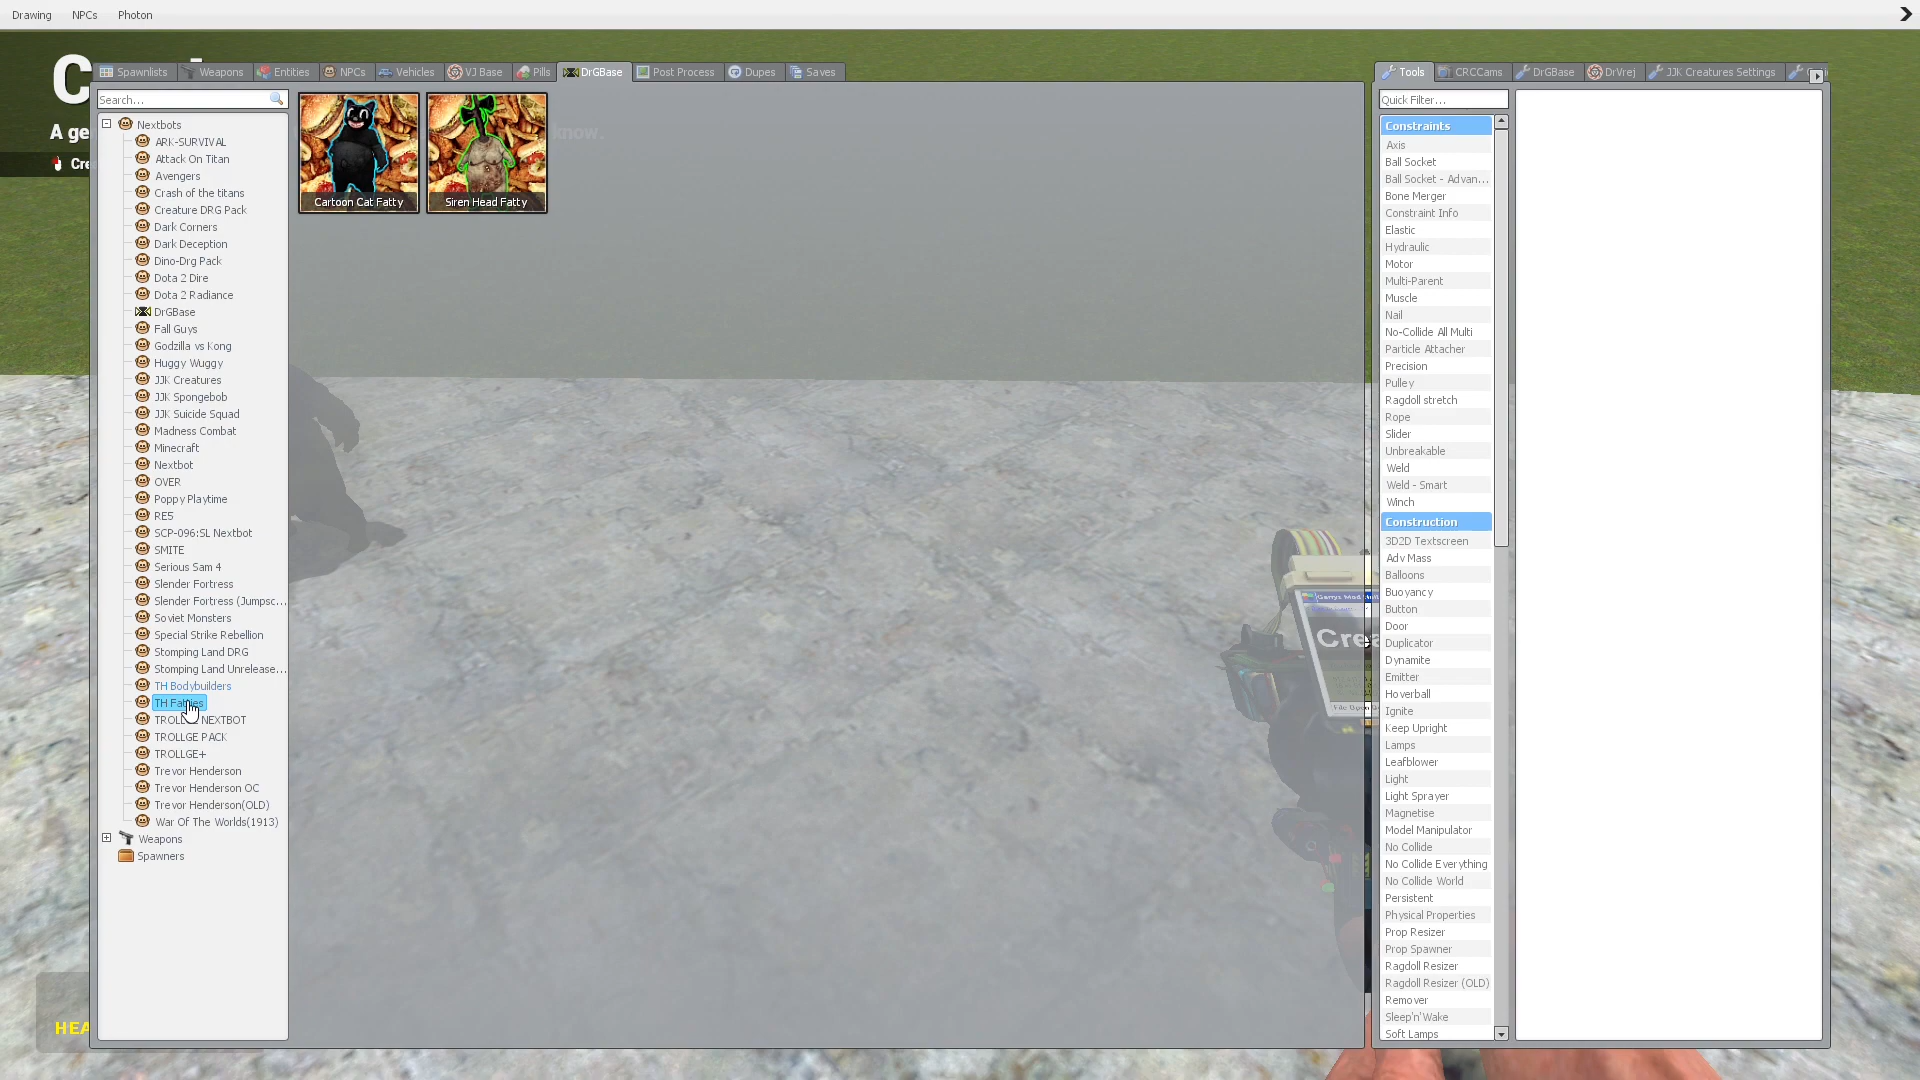 Drawing NPCs Photon
C
A ge
know.
Cre
Spawnlists Weapons Entities NPCs Vehicles VJ Base Pills DrGBase Post Process Dupes Saves
Search...
Nextbots
ARK-SURVIVAL
Attack On Titan
Avengers
Crash of the titans
Creature DRG Pack
Dark Corners
Dark Deception
Dino-Drg Pack
Dota 2 Dire
Dota 2 Radiance
DrGBase
Fall Guys
Godzilla vs Kong
Huggy Wuggy
JJK Creatures
JJK Spongebob
JJK Suicide Squad
Madness Combat
Minecraft
Nextbot
OVER
Poppy Playtime
RE5
SCP-096:SL Nextbot
SMITE
Serious Sam 4
Slender Fortress
Slender Fortress (Jumpsc...
Soviet Monsters
Special Strike Rebellion
Stomping Land DRG
Stomping Land Unrelease...
TH Bodybuilders
TH Fatties
NEXTBOT
TROLLGE PACK
TROLLGE+
Trevor Henderson
Trevor Henderson OC
Trevor Henderson(OLD)
War Of The Worlds(1913)
Weapons
Spawners
Cartoon Cat Fatty
Siren Head Fatty
HEA
Crea
Tools CRCCams DrGBase DrVrej JJK Creatures Settings
Quick Filter...
Constraints
Axis
Ball Socket
Ball Socket - Advan...
Bone Merger
Constraint Info
Elastic
Hydraulic
Motor
Multi-Parent
Muscle
Nail
No-Collide All Multi
Particle Attacher
Precision
Pulley
Ragdoll stretch
Rope
Slider
Unbreakable
Weld
Weld - Smart
Winch
Construction
3D2D Textscreen
Adv Mass
Balloons
Buoyancy
Button
Door
Duplicator
Dynamite
Emitter
Hoverball
Ignite
Keep Upright
Lamps
Leafblower
Light
Light Sprayer
Magnetise
Model Manipulator
No Collide
No Collide Everything
No Collide World
Persistent
Physical Properties
Prop Resizer
Prop Spawner
Ragdoll Resizer
Ragdoll Resizer (OLD)
Remover
Sleep'n'Wake
Soft Lamps